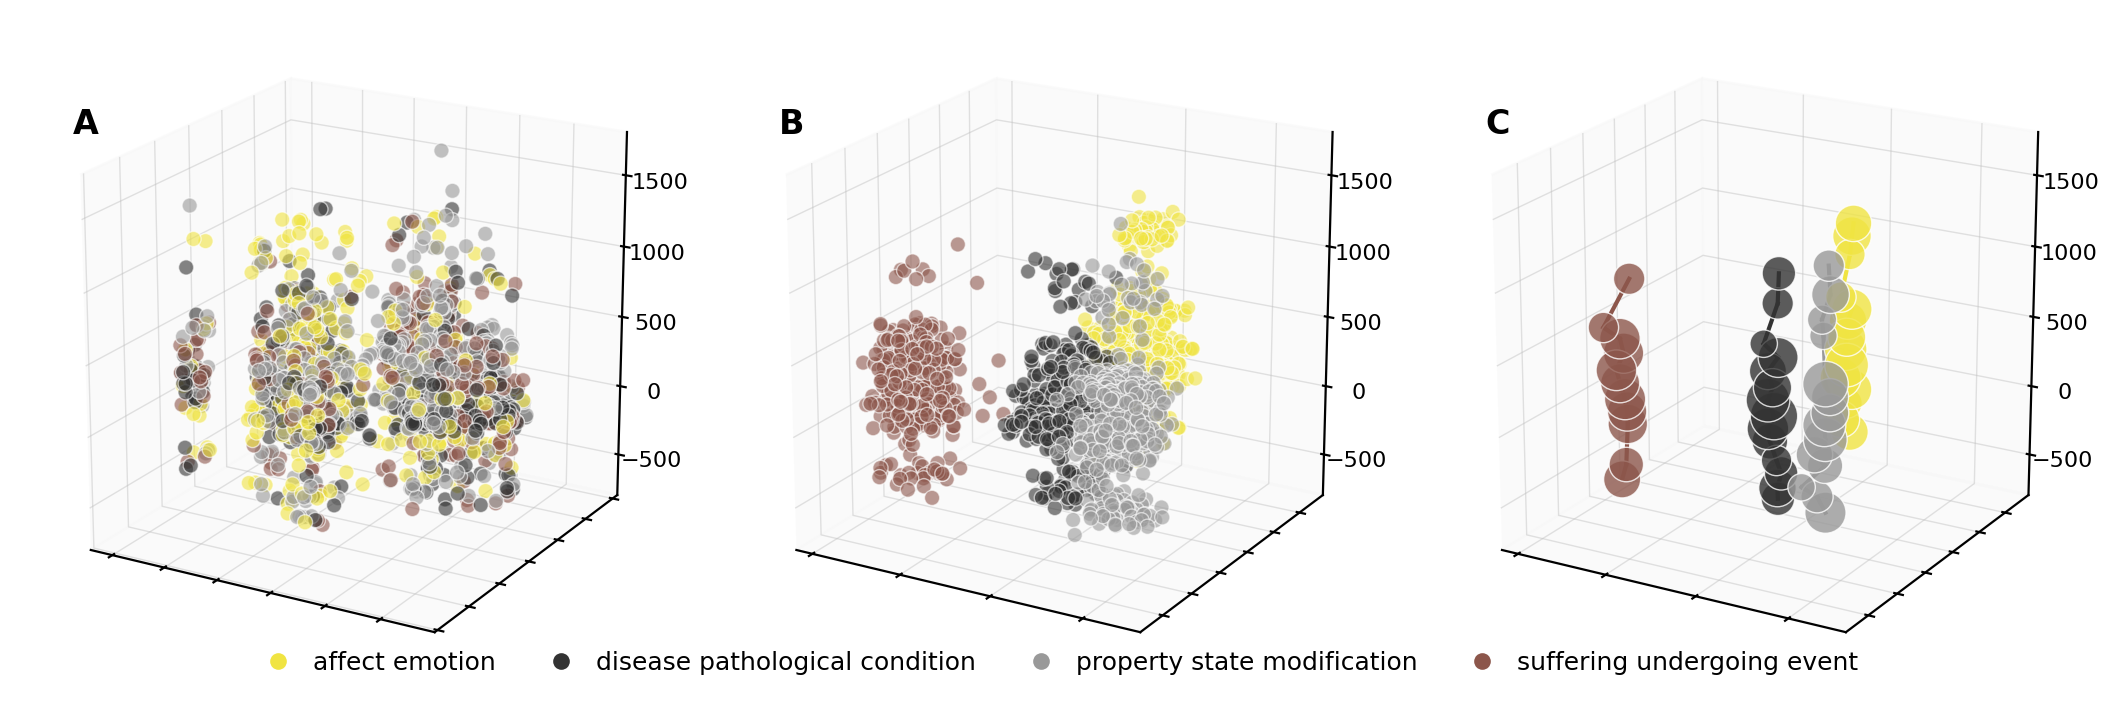 A
B
C
1500
1000
500
0
−500
1500
1000
500
0
−500
1500
1000
500
0
−500
affect emotion
disease pathological condition
property state modification
suffering undergoing event